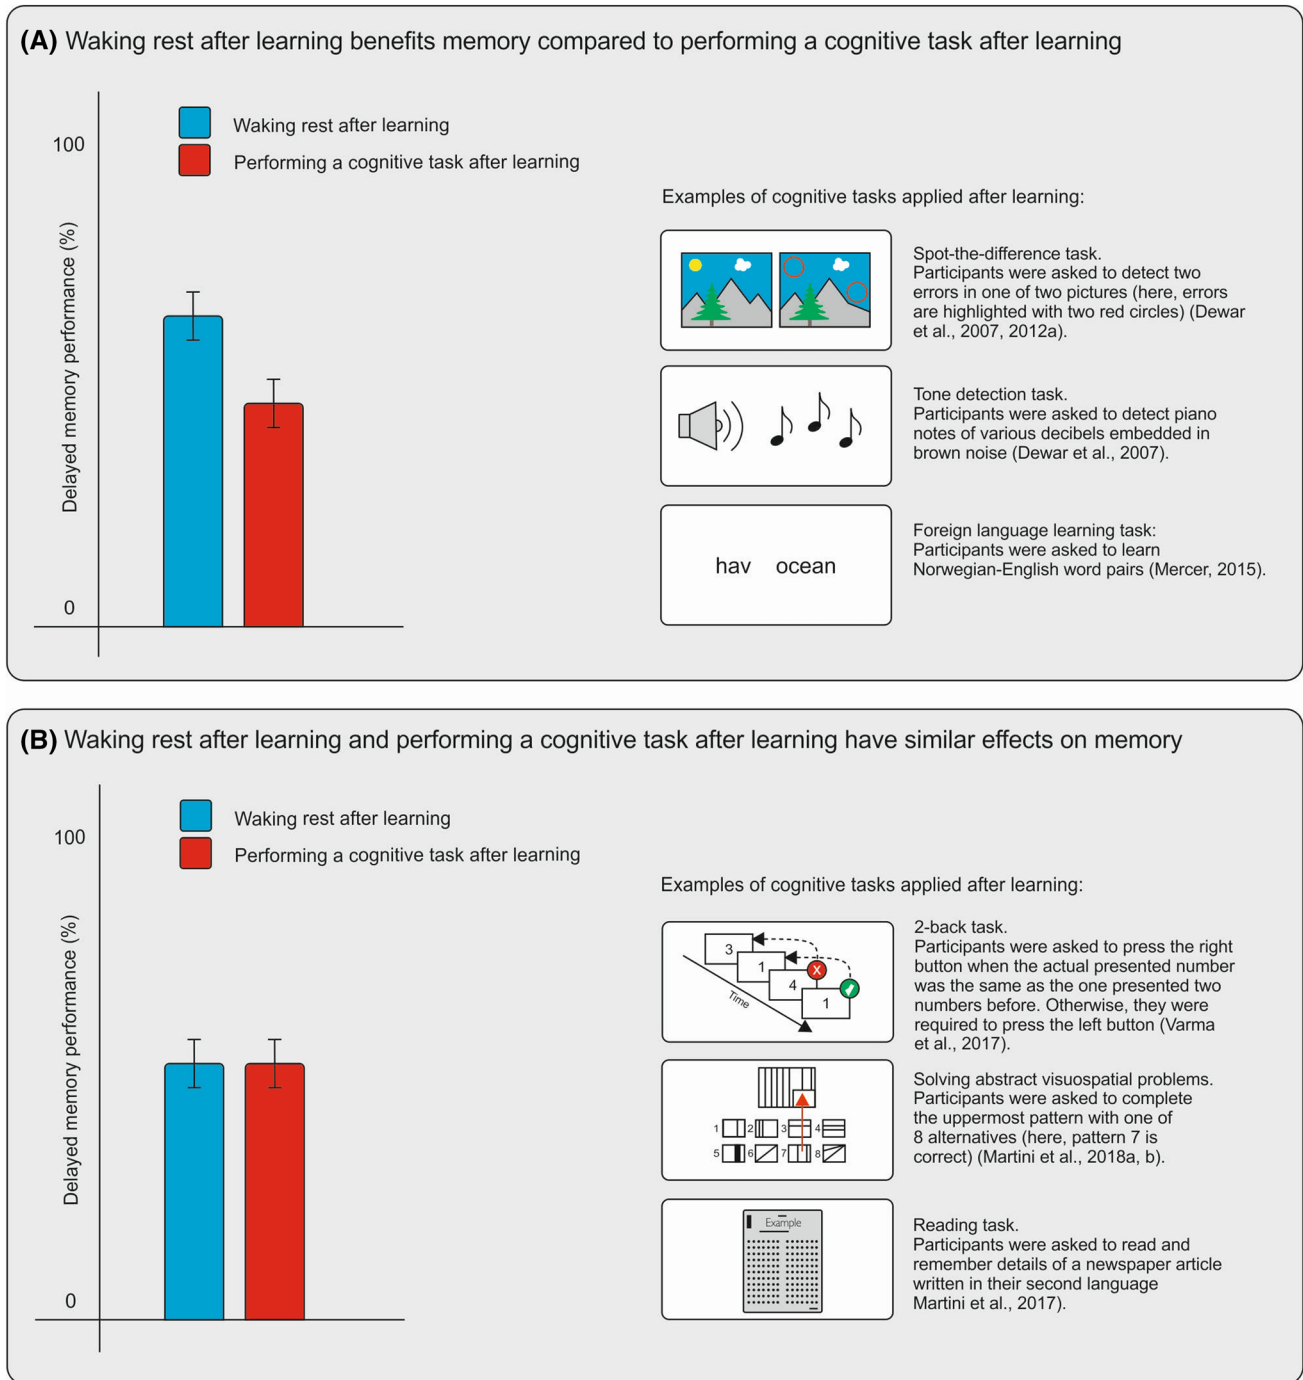 (A) Waking rest after learning benefits memory compared to performing a cognitive task after learning
100
0
Delayed memory performance (%)
Waking rest after learning
Performing a cognitive task after learning
Examples of cognitive tasks applied after learning:
Spot-the-difference task.
Participants were asked to detect two
errors in one of two pictures (here, errors
are highlighted with two red circles) (Dewar
et al., 2007, 2012a).
Tone detection task.
Participants were asked to detect piano
notes of various decibels embedded in
brown noise (Dewar et al., 2007).
hav ocean
Foreign language learning task:
Participants were asked to learn
Norwegian-English word pairs (Mercer, 2015).
(B) Waking rest after learning and performing a cognitive task after learning have similar effects on memory
100
0
Delayed memory performance (%)
Waking rest after learning
Performing a cognitive task after learning
Examples of cognitive tasks applied after learning:
3
1
4
1
X
Time
2-back task.
Participants were asked to press the right
button when the actual presented number
was the same as the one presented two
numbers before. Otherwise, they were
required to press the left button (Varma
et al., 2017).
1 2 3 4
5 6 7 8
Solving abstract visuospatial problems.
Participants were asked to complete
the uppermost pattern with one of
8 alternatives (here, pattern 7 is
correct) (Martini et al., 2018a, b).
Example
Reading task.
Participants were asked to read and
remember details of a newspaper article
written in their second language
Martini et al., 2017).